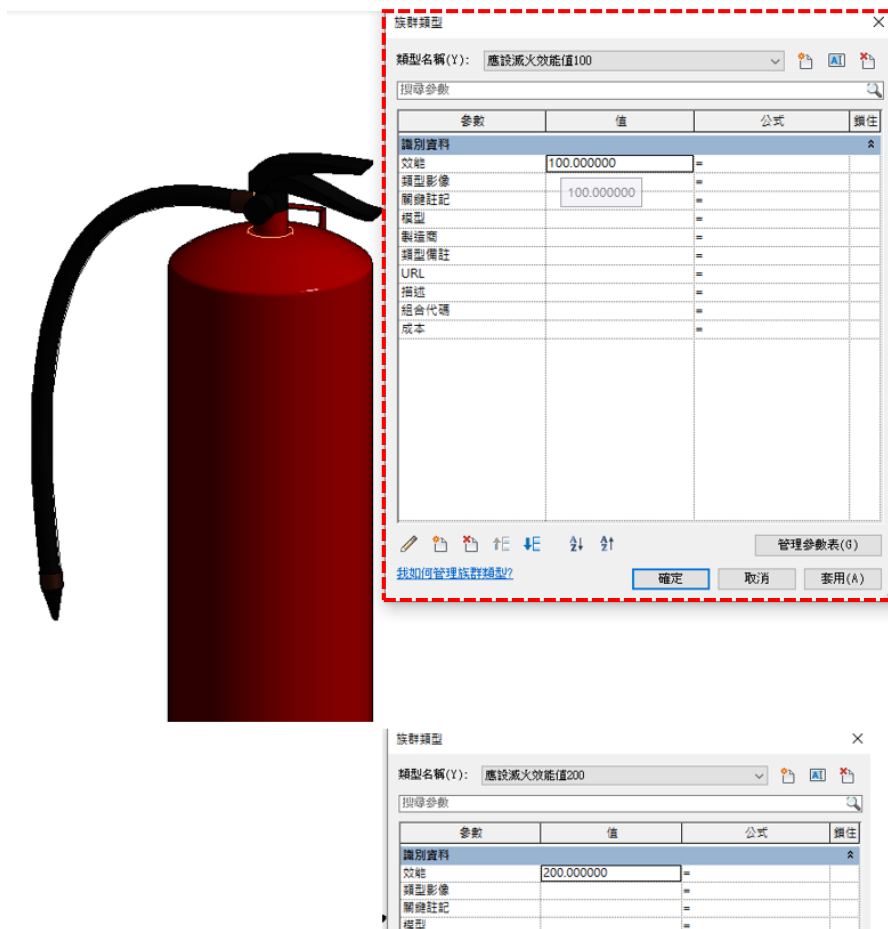 族群類型
類型名稱(Y): 應設滅火效能值100
搜尋參數
參數 值 公式 鎖住
識別資料
效能 100.000000 =
類型影像 =
100.000000
關鍵註記 =
模型 =
製造商 =
類型備註 =
URL =
描述 =
組合代碼 =
成本 =
管理參數表(G)
我如何管理族群類型?
確定 取消 套用(A)
族群類型
類型名稱(Y): 應設滅火效能值200
搜尋參數
參數 值 公式 鎖住
識別資料
效能 200.000000 =
類型影像 =
關鍵註記 =
模型 =